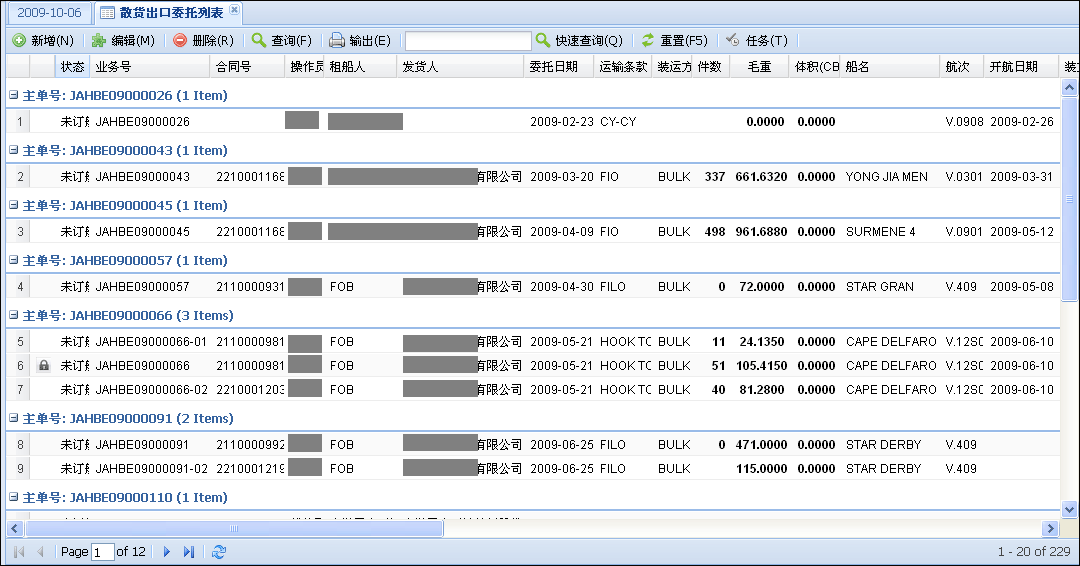 2009-10-06 散货出口委托列表
新增(N) 编辑(M) 删除(R) 查询(F) 输出(E) 快速查询(Q) 重置(F5) 任务(T)
状态 业务号 合同号 操作员 租船人 发货人 委托日期 运输条款 装运方 件数 毛重 体积(CB 船名 航次 开航日期
主单号: JAHBE09000026 (1 Item)
1 未订 JAHBE09000026 2009-02-23 CY-CY 0.0000 0.0000 V.0908 2009-02-26
主单号: JAHBE09000043 (1 Item)
2 未订 JAHBE09000043 2210001168 有限公司 2009-03-20 FIO BULK 337 661.6320 0.0000 YONG JIA MEN V.0301 2009-03-31
主单号: JAHBE09000045 (1 Item)
3 未订 JAHBE09000045 2210001168 有限公司 2009-04-09 FIO BULK 498 961.6880 0.0000 SURMENE 4 V.0901 2009-05-12
主单号: JAHBE09000057 (1 Item)
4 未订 JAHBE09000057 2110000931 FOB 有限公司 2009-04-30 FILO BULK 0 72.0000 0.0000 STAR GRAN V.409 2009-05-08
主单号: JAHBE09000066 (3 Items)
5 未订 JAHBE09000066-01 2110000981 FOB 有限公司 2009-05-21 HOOK TO BULK 11 24.1350 0.0000 CAPE DELFARO V.12SO 2009-06-10
6 未订 JAHBE09000066 2110000981 FOB 有限公司 2009-05-21 HOOK TO BULK 51 105.4150 0.0000 CAPE DELFARO V.12SO 2009-06-10
7 未订 JAHBE09000066-02 2210001203 FOB 有限公司 2009-05-21 HOOK TO BULK 40 81.2800 0.0000 CAPE DELFARO V.12SO 2009-06-10
主单号: JAHBE09000091 (2 Items)
8 未订 JAHBE09000091 2110000992 FOB 有限公司 2009-06-25 FILO BULK 0 471.0000 0.0000 STAR DERBY V.409
9 未订 JAHBE09000091-02 2210001219 FOB 有限公司 2009-06-25 FILO BULK 115.0000 0.0000 STAR DERBY V.409
主单号: JAHBE09000110 (1 Item)
Page 1 of 12 1 - 20 of 229